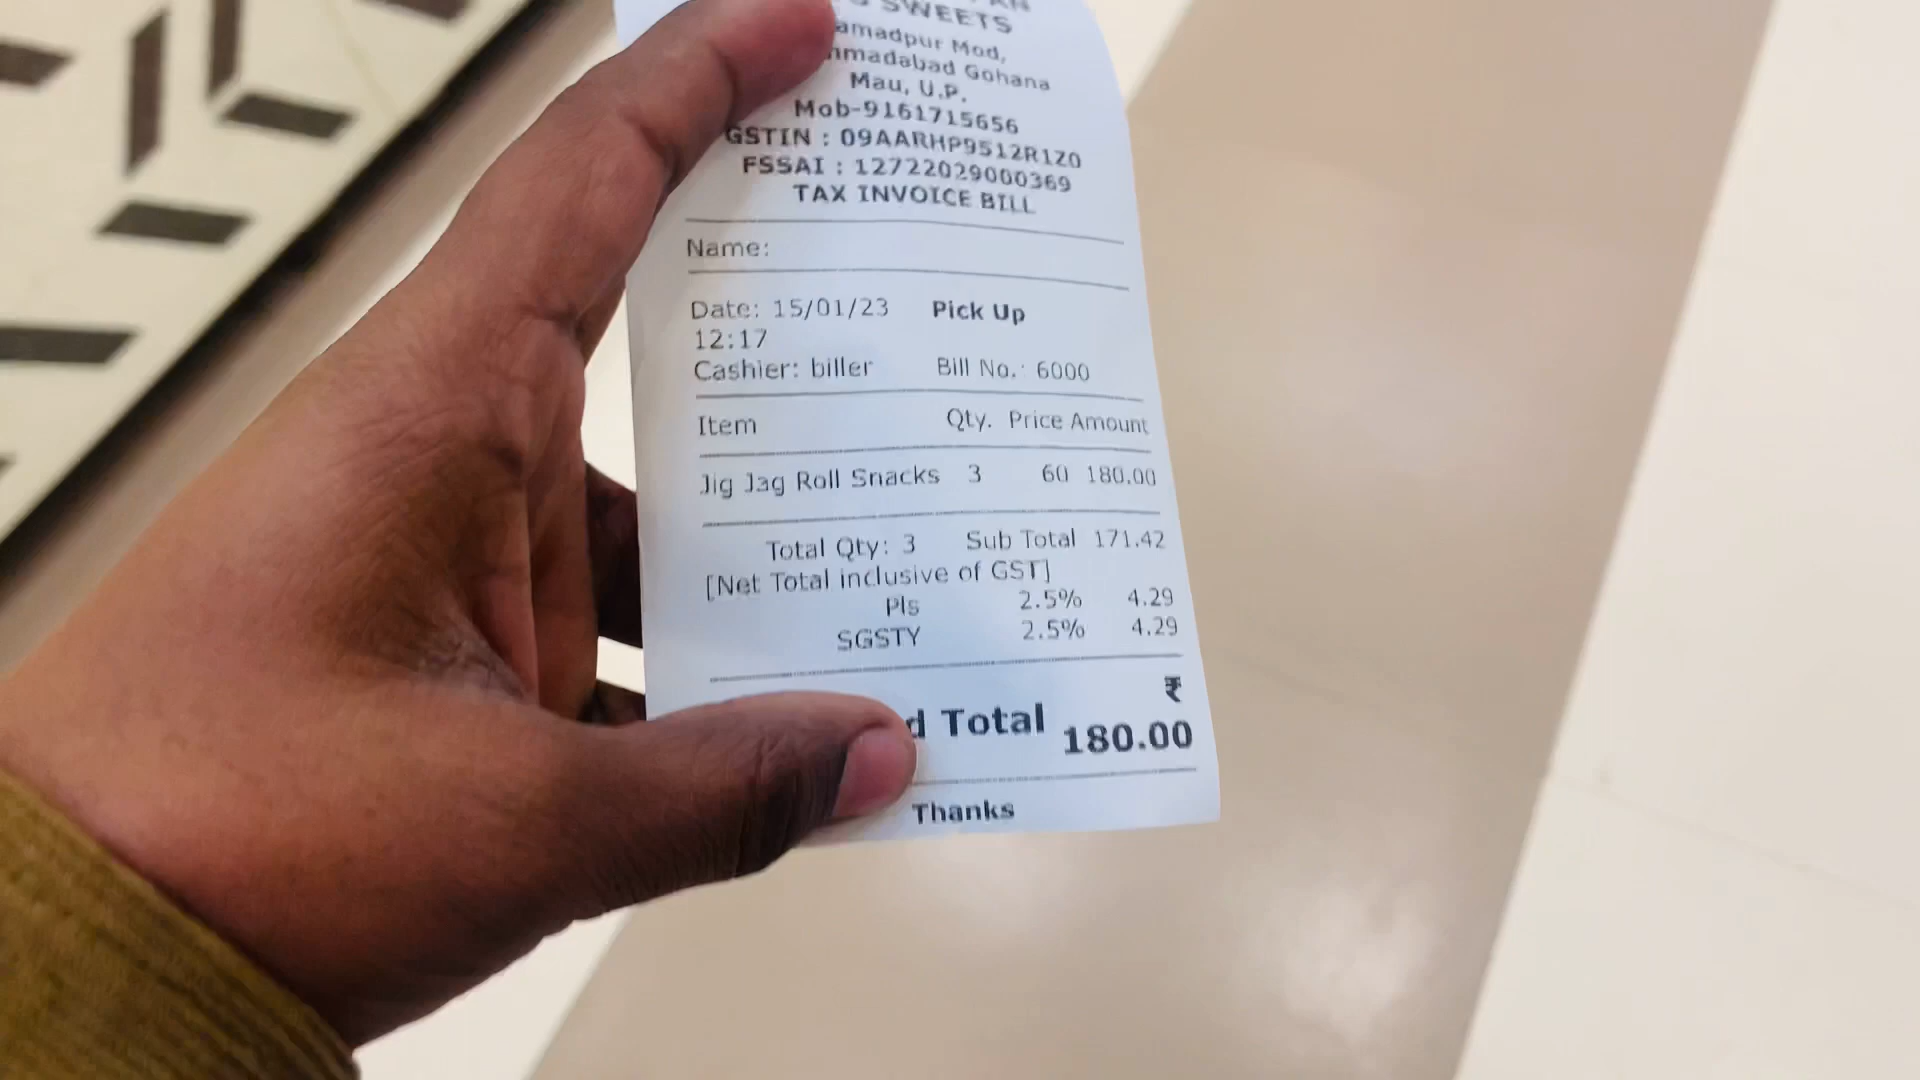 SWEETS
amadpur Mod,
mmadabad Gohana
Mau, U.P.
Mob-9161715656
GSTIN : 09AARHP9512R1Z0
FSSAI : 12722029000369
TAX INVOICE BILL
Name:
Date: 15/01/23 Pick Up
12:17
Cashier: biller Bill No.: 6000
Item Qty. Price Amount
Jig Jag Roll Snacks 3 60 180.00
Total Qty: 3 Sub Total 171.42
[Net Total inclusive of GST]
Pls 2.5% 4.29
SGSTY 2.5% 4.29
₹
d Total 180.00
Thanks